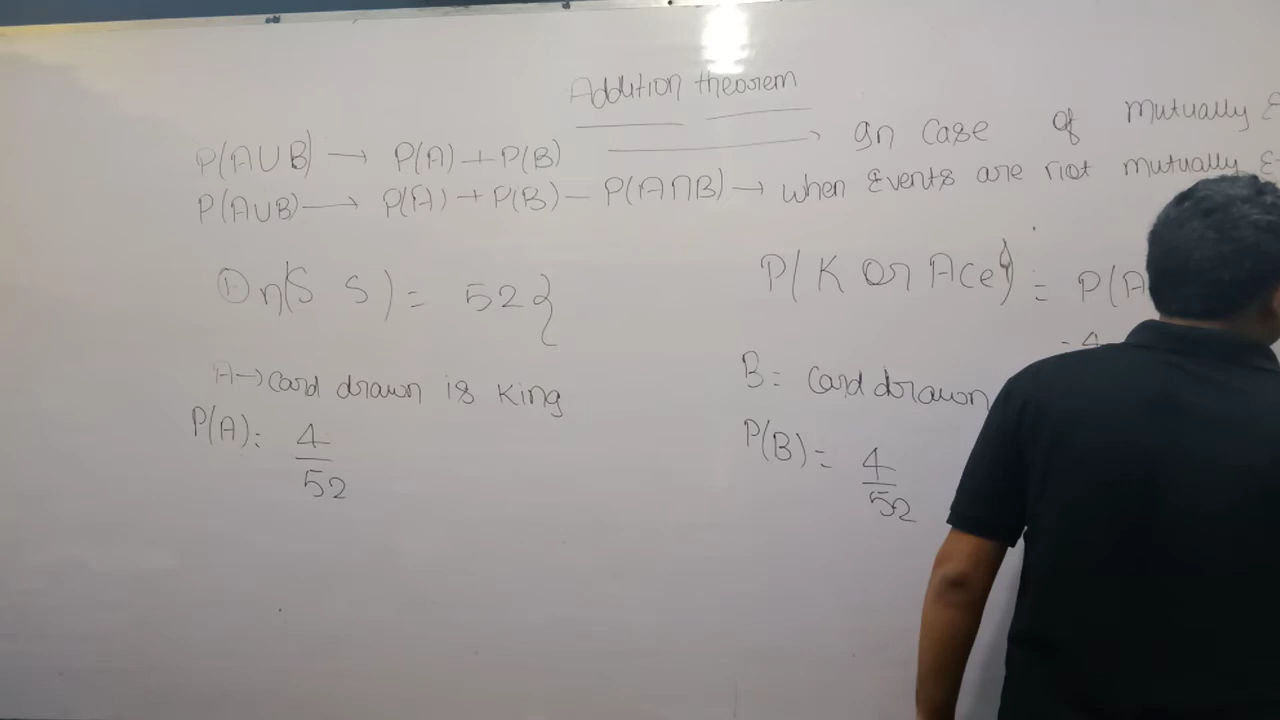 Addition theorem
P(A∪B) → P(A) + P(B) → In Case of Mutually E
P(A∪B) → P(A) + P(B) – P(A∩B) → when Events are not mutually E
① n(S S) = 52}
P(K or Ace) = P(A
- 4
A → Card drawn is King
B = Card drawn
P(A) : 4/52
P(B) = 4/52